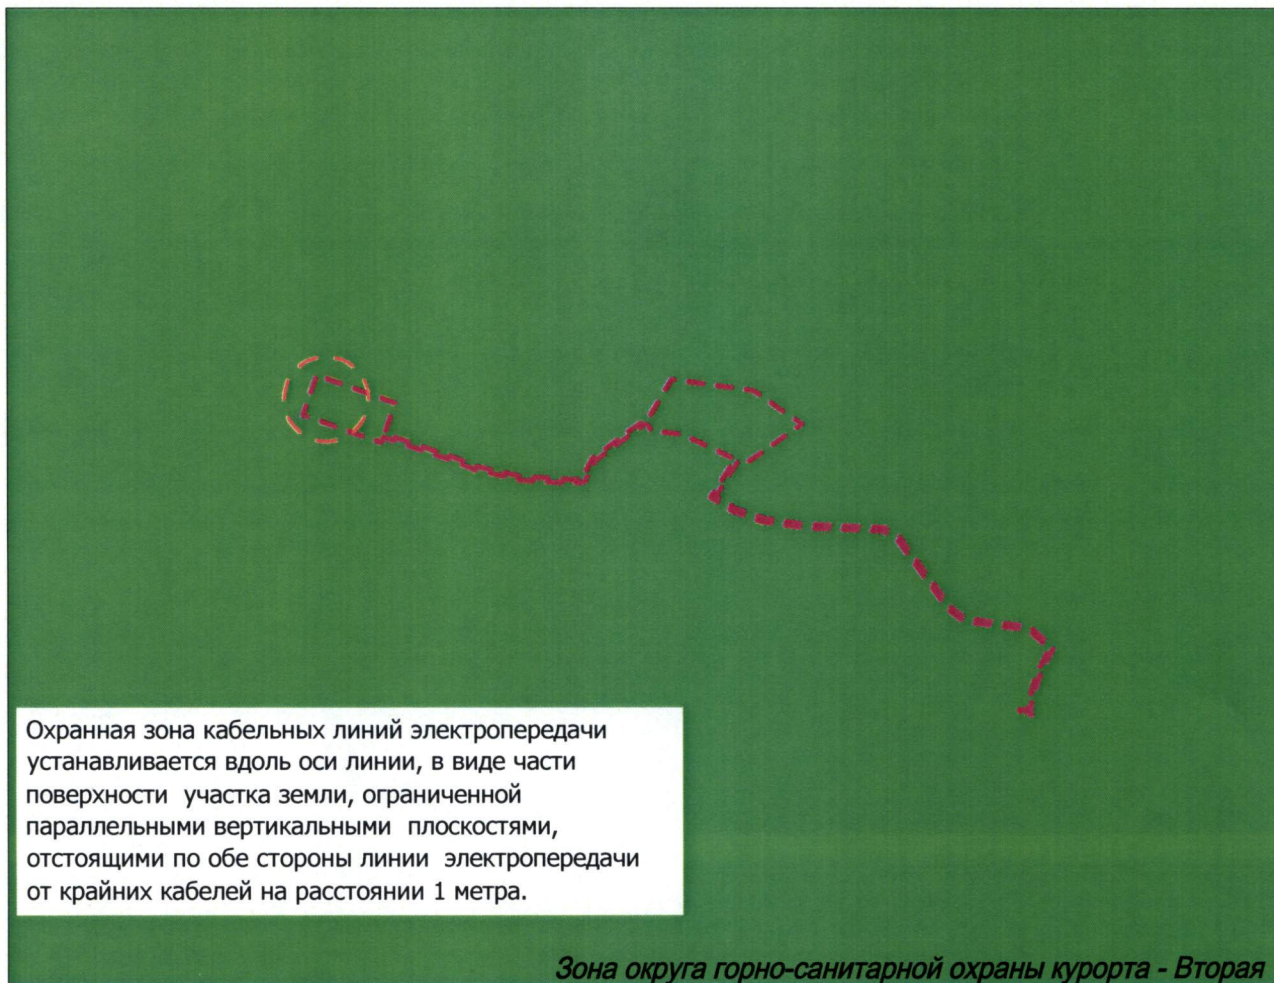 Охранная зона кабельных линий электропередачи
устанавливается вдоль оси линии, в виде части
поверхности участка земли, ограниченной
параллельными вертикальными плоскостями,
отстоящими по обе стороны линии электропередачи
от крайних кабелей на расстоянии 1 метра.
Зона округа горно-санитарной охраны курорта - Вторая